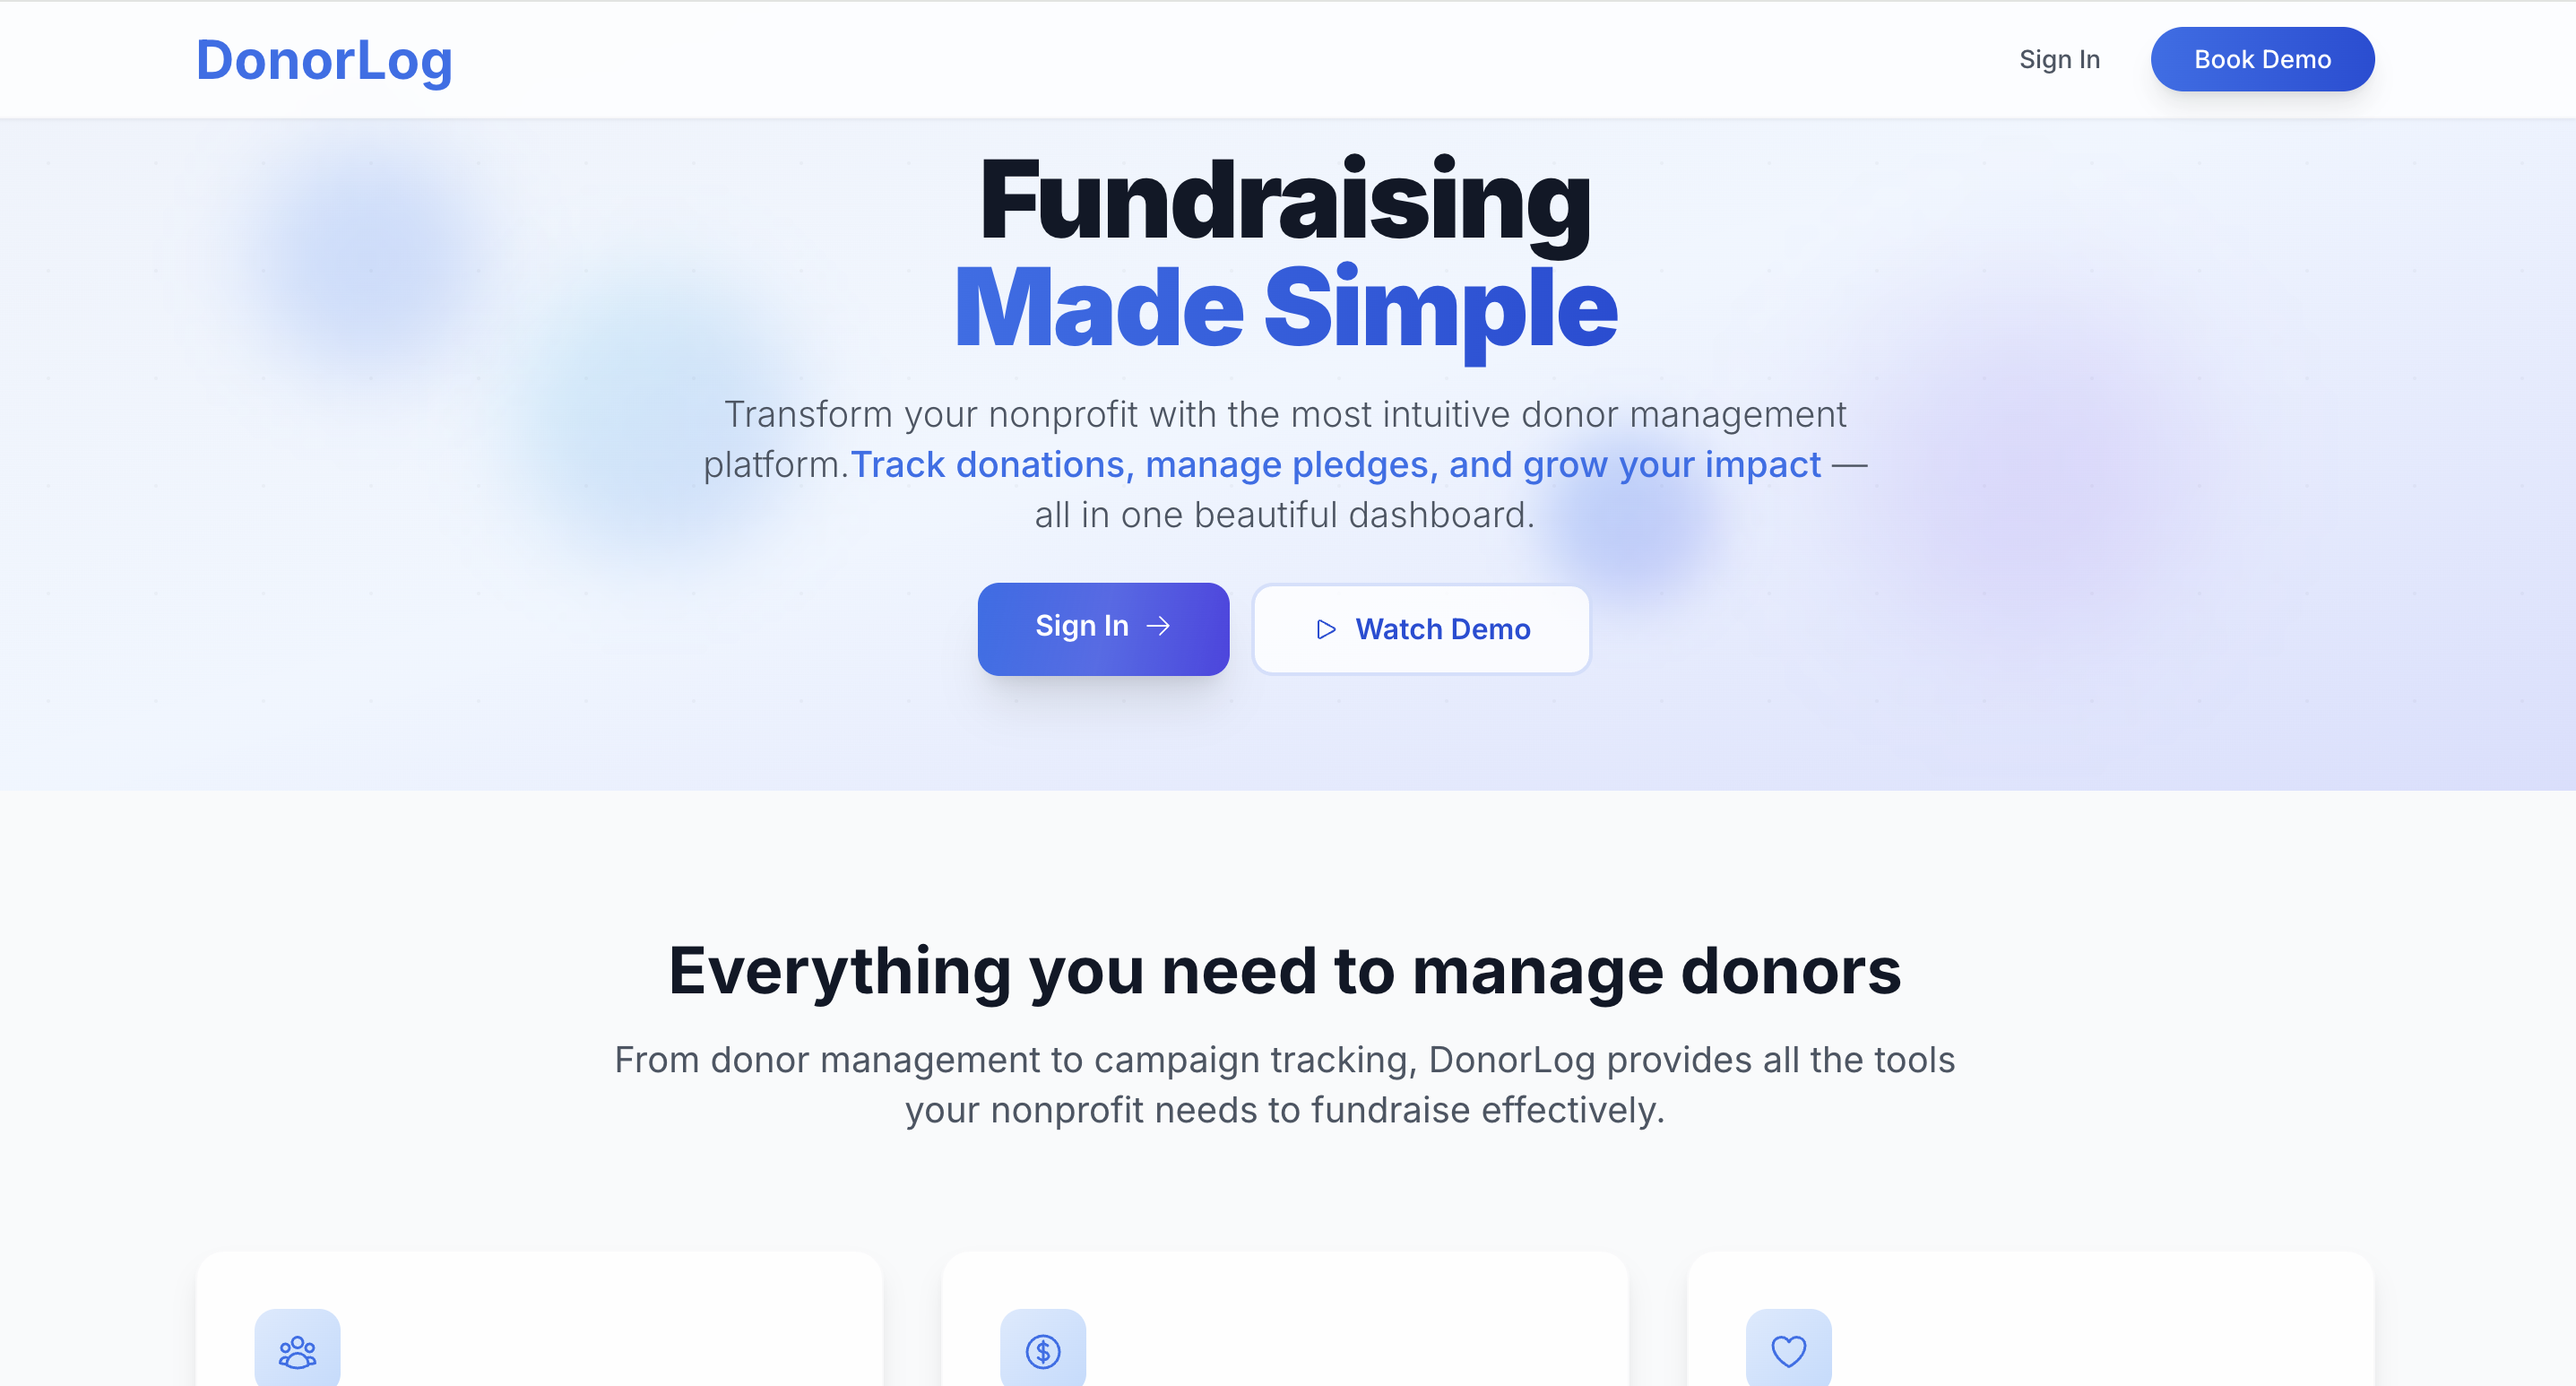 DonorLog
Sign In
Book Demo
Fundraising
Made Simple
Transform your nonprofit with the most intuitive donor management
platform.Track donations, manage pledges, and grow your impact —
all in one beautiful dashboard.
Sign In
Watch Demo
Everything you need to manage donors
From donor management to campaign tracking, DonorLog provides all the tools
your nonprofit needs to fundraise effectively.
$